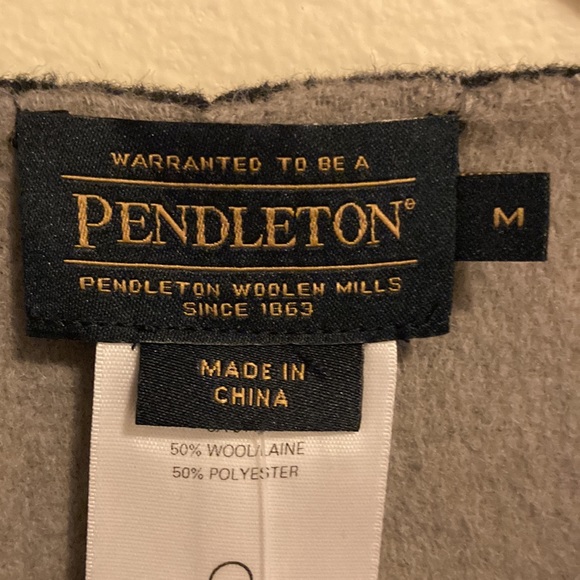 WARRANTED TO BE A
PENDLETON®
M
PENDLETON WOOLEN MILLS
SINCE 1863
MADE IN
CHINA
50% WOOL/LAINE
50% POLYESTER